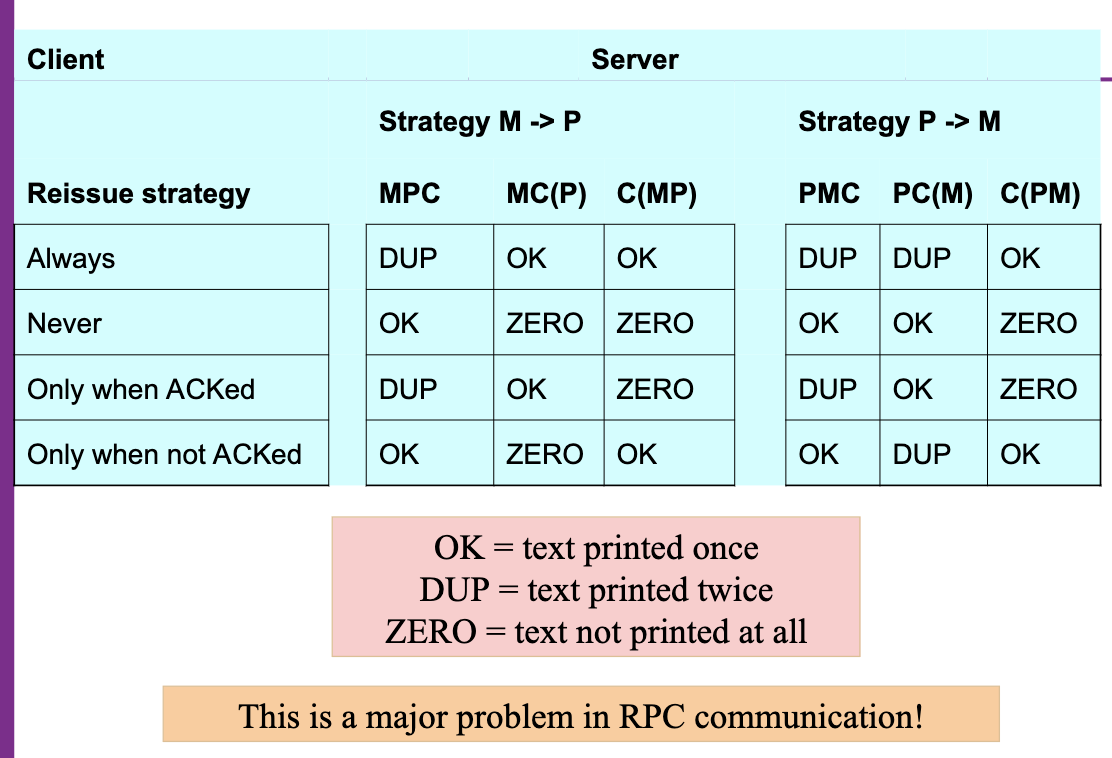 Client Server
Strategy M -> P Strategy P -> M
Reissue strategy MPC MC(P) C(MP) PMC PC(M) C(PM)
Always DUP OK OK DUP DUP OK
Never OK ZERO ZERO OK OK ZERO
Only when ACKed DUP OK ZERO DUP OK ZERO
Only when not ACKed OK ZERO OK OK DUP OK
OK = text printed once
DUP = text printed twice
ZERO = text not printed at all
This is a major problem in RPC communication!